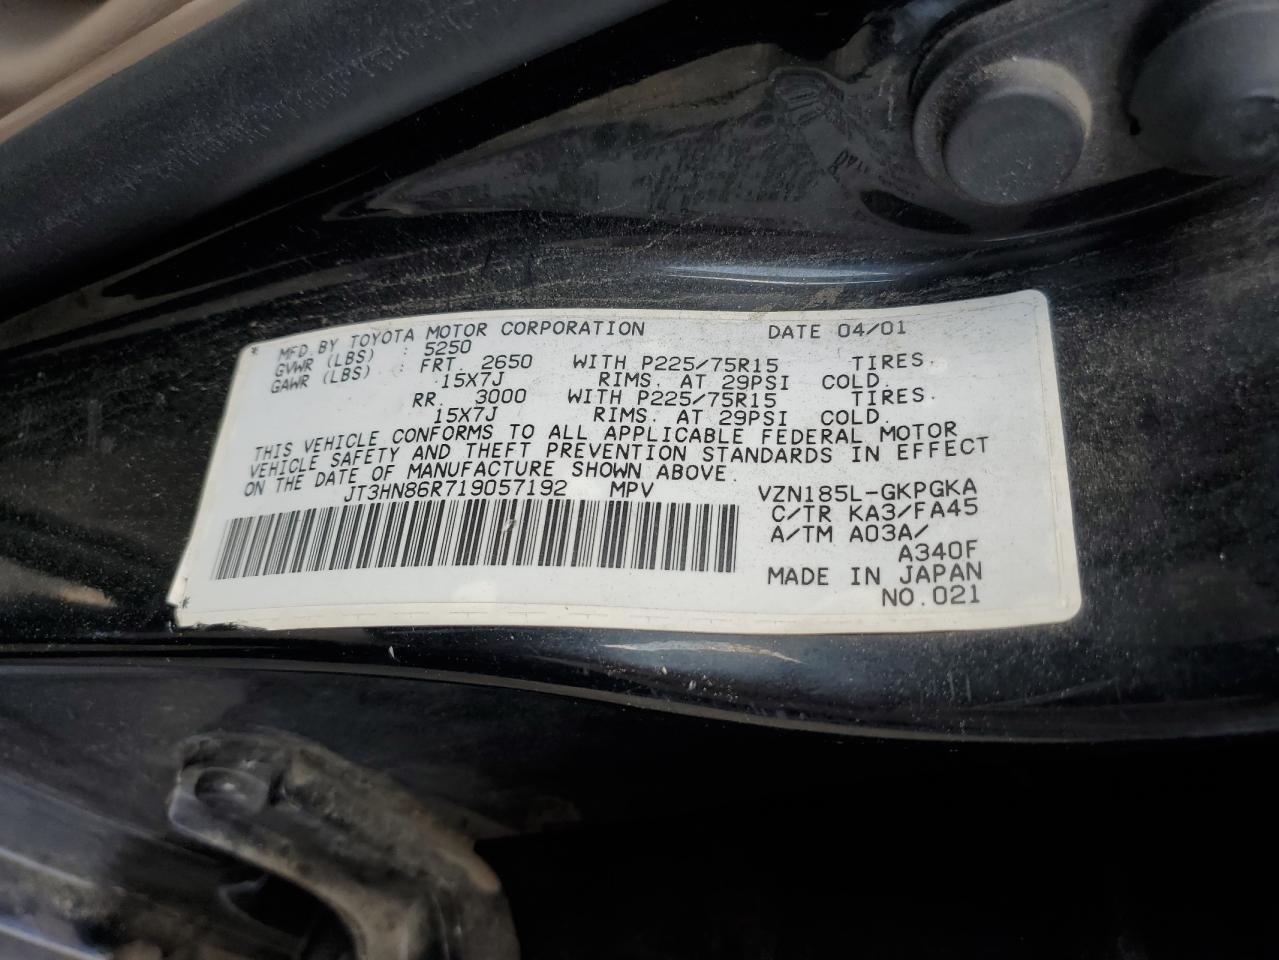 * MFD. BY TOYOTA MOTOR CORPORATION DATE 04/01
GVWR (LBS) : 5250
GAWR (LBS) : FRT. 2650 WITH P225/75R15 TIRES.
15X7J RIMS. AT 29PSI COLD.
RR. 3000 WITH P225/75R15 TIRES.
15X7J RIMS. AT 29PSI COLD.
THIS VEHICLE CONFORMS TO ALL APPLICABLE FEDERAL MOTOR
VEHICLE SAFETY AND THEFT PREVENTION STANDARDS IN EFFECT
ON THE DATE OF MANUFACTURE SHOWN ABOVE.
JT3HN86R719057192 MPV VZN185L-GKPGKA
C/TR KA3/FA45
A/TM A03A/
A340F
MADE IN JAPAN
* NO.021